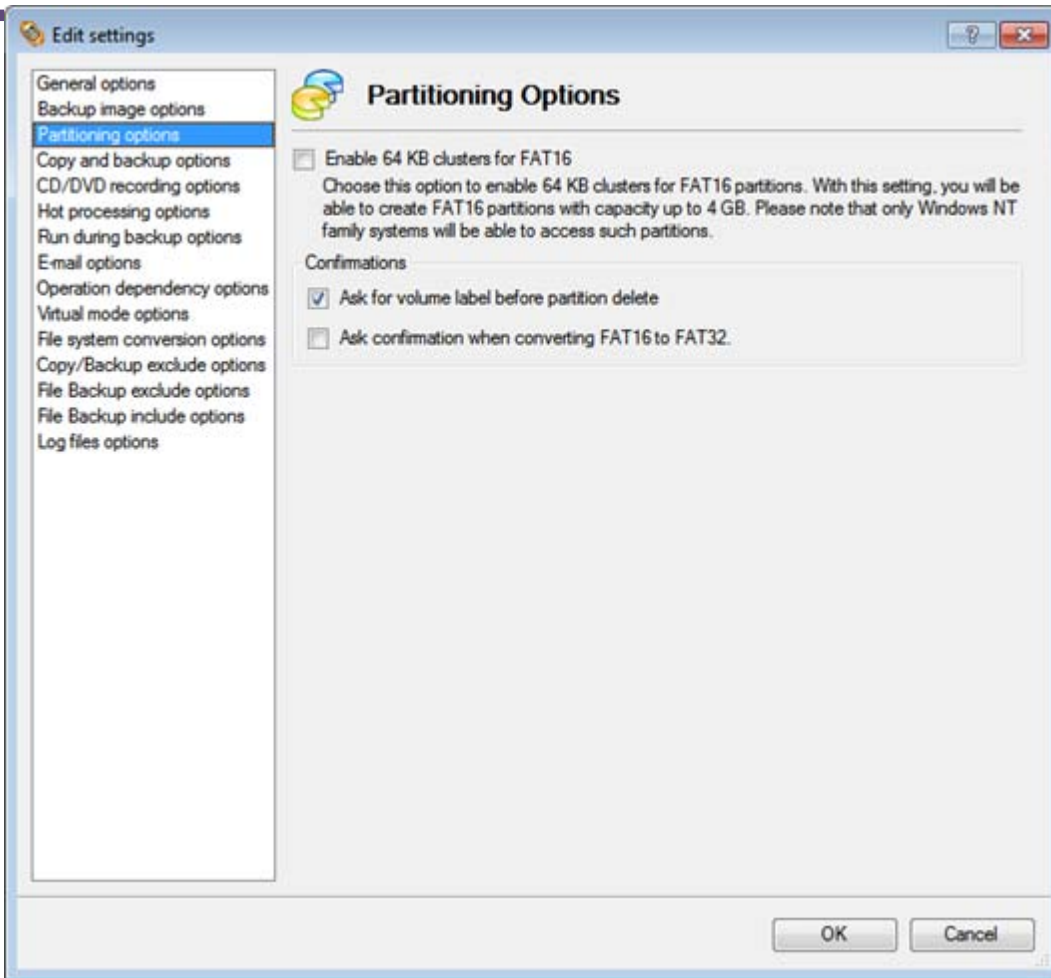 Edit settings
General options
Backup image options
Partitioning options
Copy and backup options
CD/DVD recording options
Hot processing options
Run during backup options
E-mail options
Operation dependency options
Virtual mode options
File system conversion options
Copy/Backup exclude options
File Backup exclude options
File Backup include options
Log files options
Partitioning Options
Enable 64 KB clusters for FAT16
Choose this option to enable 64 KB clusters for FAT16 partitions. With this setting, you will be
able to create FAT16 partitions with capacity up to 4 GB. Please note that only Windows NT
family systems will be able to access such partitions.
Confirmations
Ask for volume label before partition delete
Ask confirmation when converting FAT16 to FAT32.
OK
Cancel